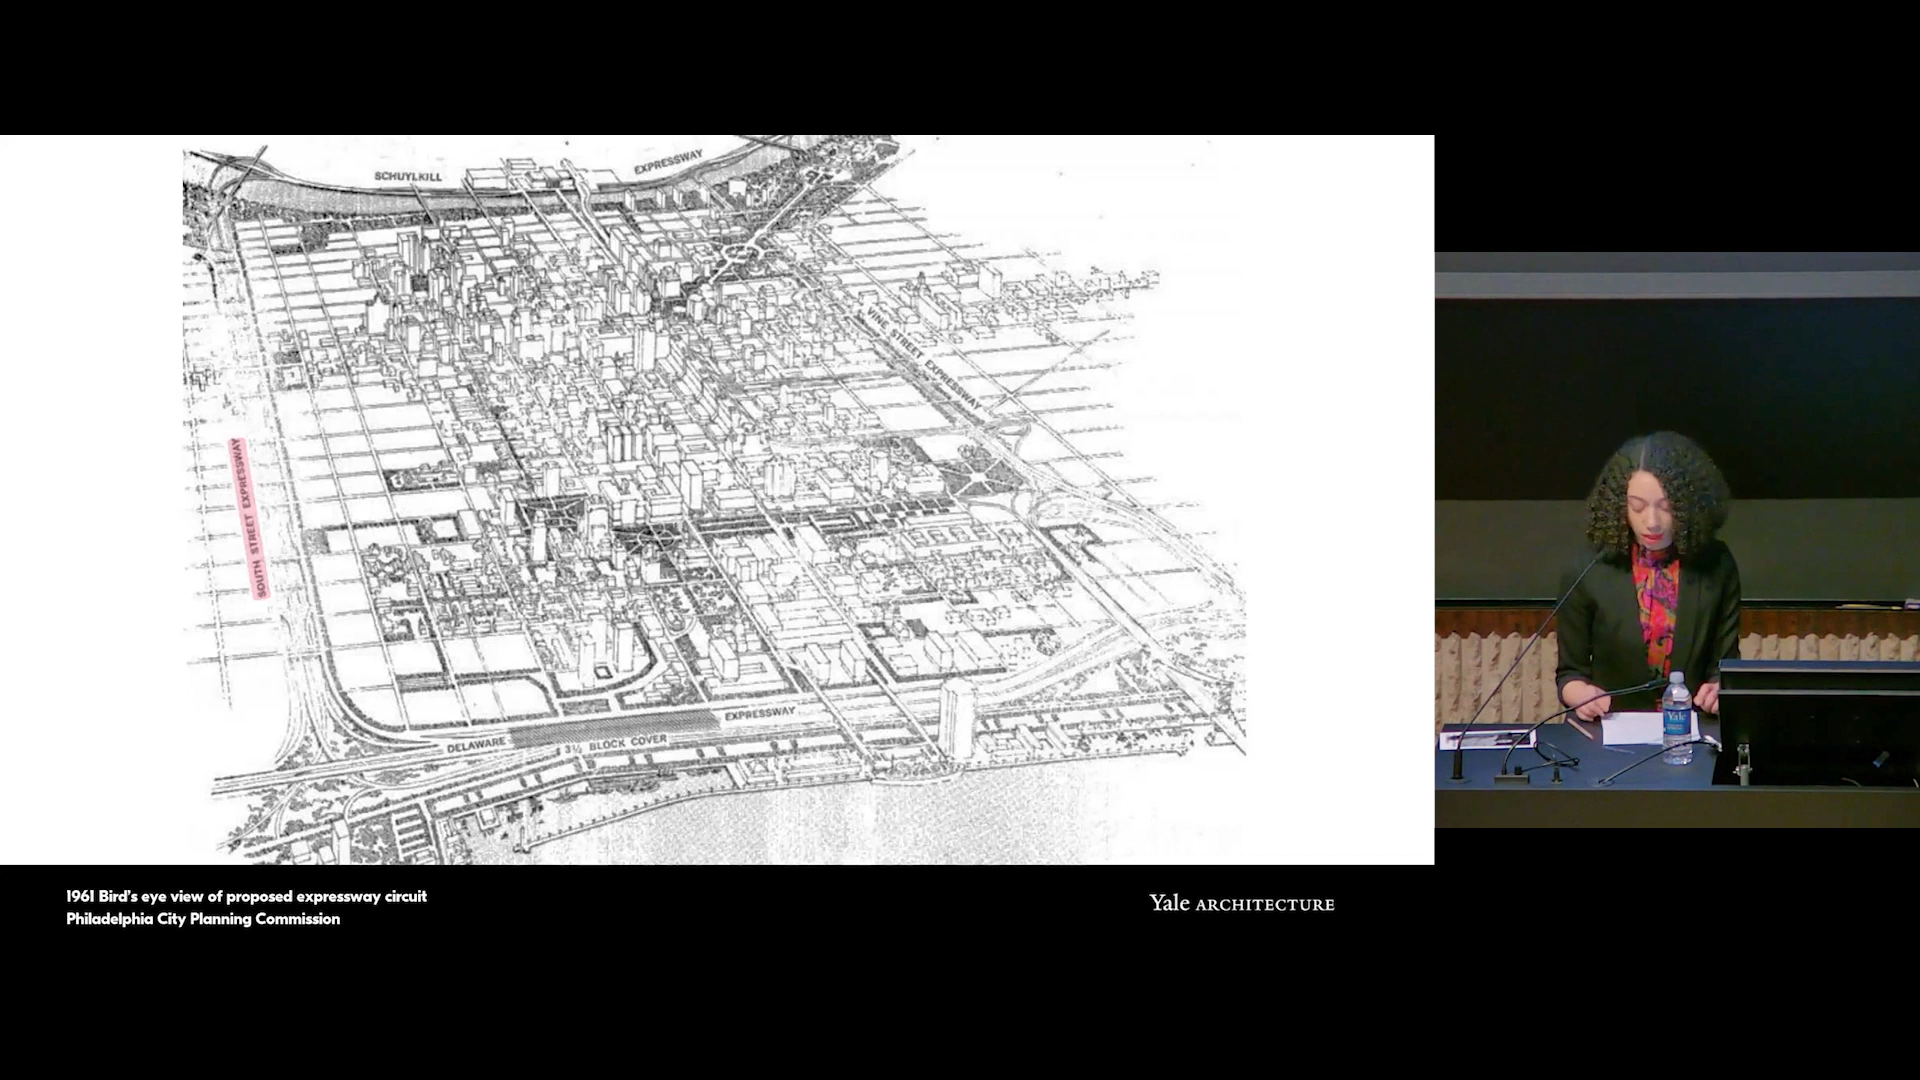 SCHUYLKILL
EXPRESSWAY
VINE STREET EXPRESSWAY
SOUTH STREET EXPRESSWAY
DELAWARE
EXPRESSWAY
3½ BLOCK COVER
1961 Bird's eye view of proposed expressway circuit
Philadelphia City Planning Commission
Yale ARCHITECTURE
Yale